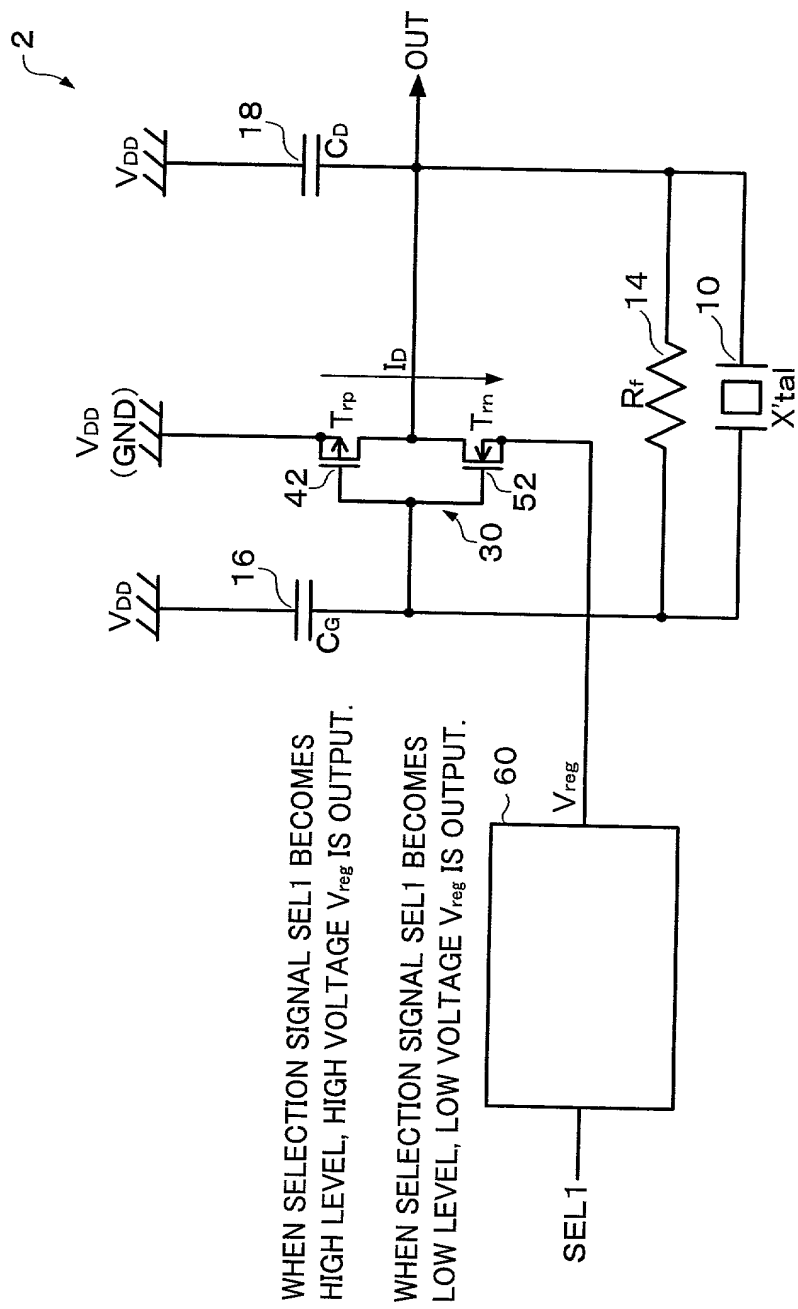 2
VDD
18
CD
OUT
VDD
(GND)
ID
Trp
42
Trn
52
30
VDD
16
CG
14
Rf
10
X'tal
WHEN SELECTION SIGNAL SEL1 BECOMES
HIGH LEVEL, HIGH VOLTAGE Vreg IS OUTPUT.
WHEN SELECTION SIGNAL SEL1 BECOMES
LOW LEVEL, LOW VOLTAGE Vreg IS OUTPUT.
60
Vreg
SEL1